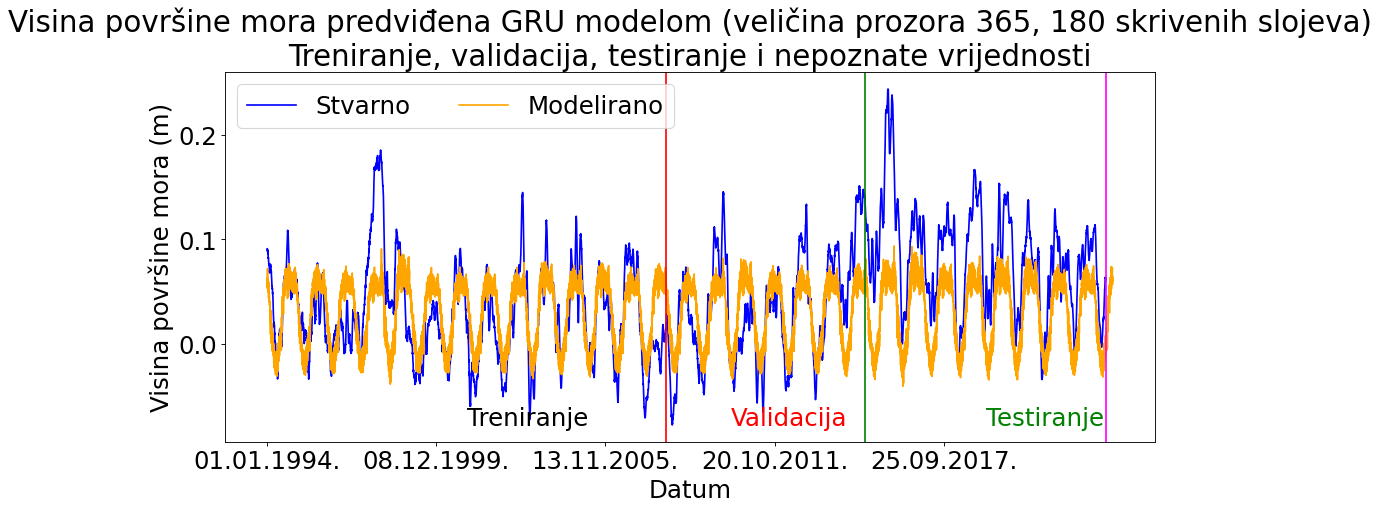 Visina površine mora predviđena GRU modelom (veličina prozora 365, 180 skrivenih slojeva)
Treniranje, validacija, testiranje i nepoznate vrijednosti
Stvarno
Modelirano
Visina površine mora (m)
0.2
0.1
0.0
Treniranje
Validacija
Testiranje
01.01.1994.
08.12.1999.
13.11.2005.
20.10.2011.
25.09.2017.
Datum